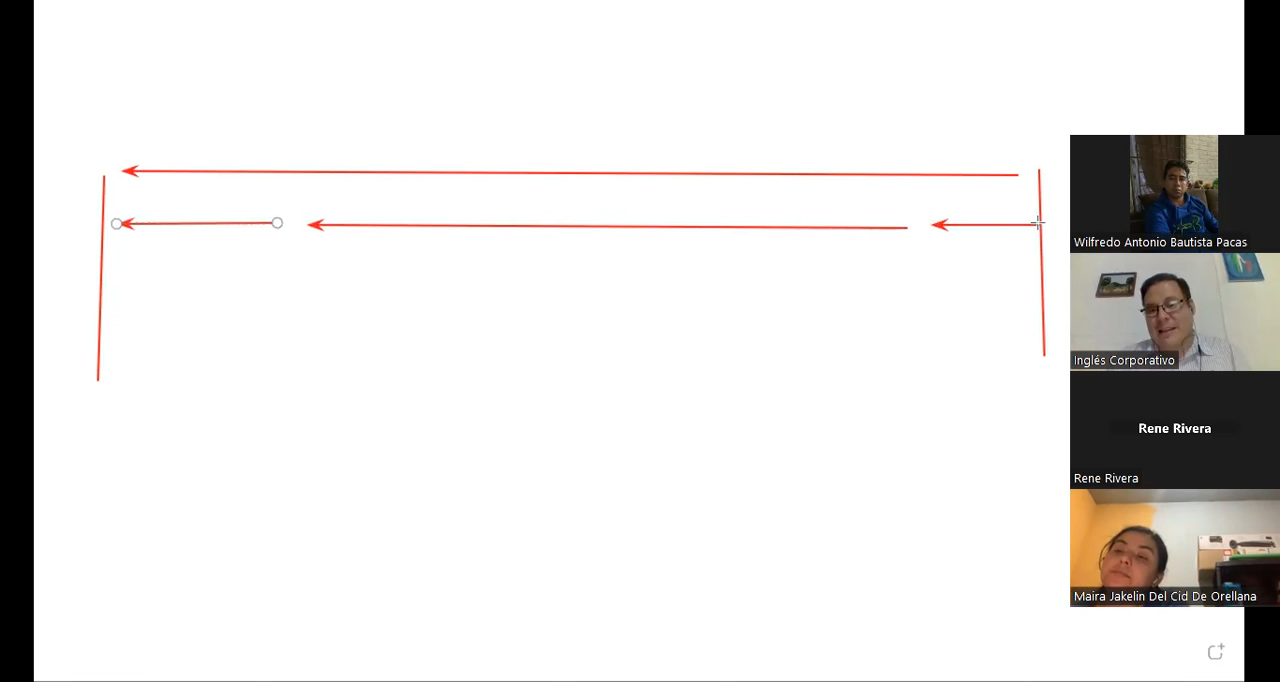 Wilfredo Antonio Bautista Pacas
Inglés Corporativo
Rene Rivera
Rene Rivera
Maira Jakelin Del Cid De Orellana